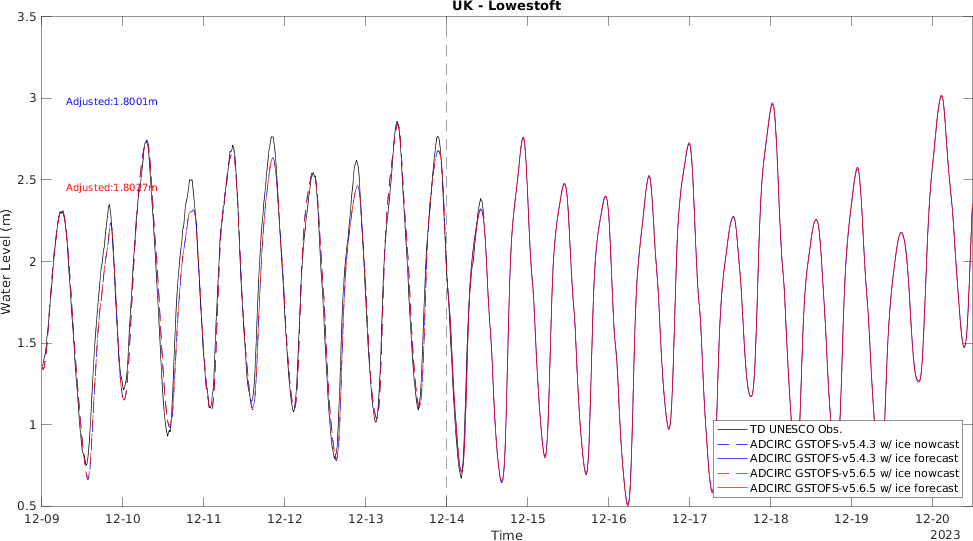 UK - Lowestoft
3.5
3
2.5
2
1.5
1
0.5
Water Level (m)
Adjusted:1.8001m
Adjusted:1.8027m
TD UNESCO Obs.
ADCIRC GSTOFS-v5.4.3 w/ ice nowcast
ADCIRC GSTOFS-v5.4.3 w/ ice forecast
ADCIRC GSTOFS-v5.6.5 w/ ice nowcast
ADCIRC GSTOFS-v5.6.5 w/ ice forecast
12-09 12-10 12-11 12-12 12-13 12-14 12-15 12-16 12-17 12-18 12-19 12-20
Time
2023